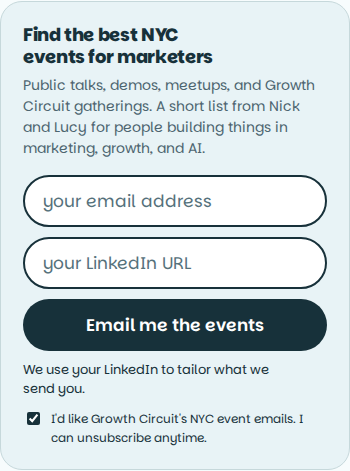 Find the best NYC
events for marketers
Public talks, demos, meetups, and Growth
Circuit gatherings. A short list from Nick
and Lucy for people building things in
marketing, growth, and AI.
your email address
your LinkedIn URL
Email me the events
We use your LinkedIn to tailor what we
send you.
I'd like Growth Circuit's NYC event emails. I
can unsubscribe anytime.